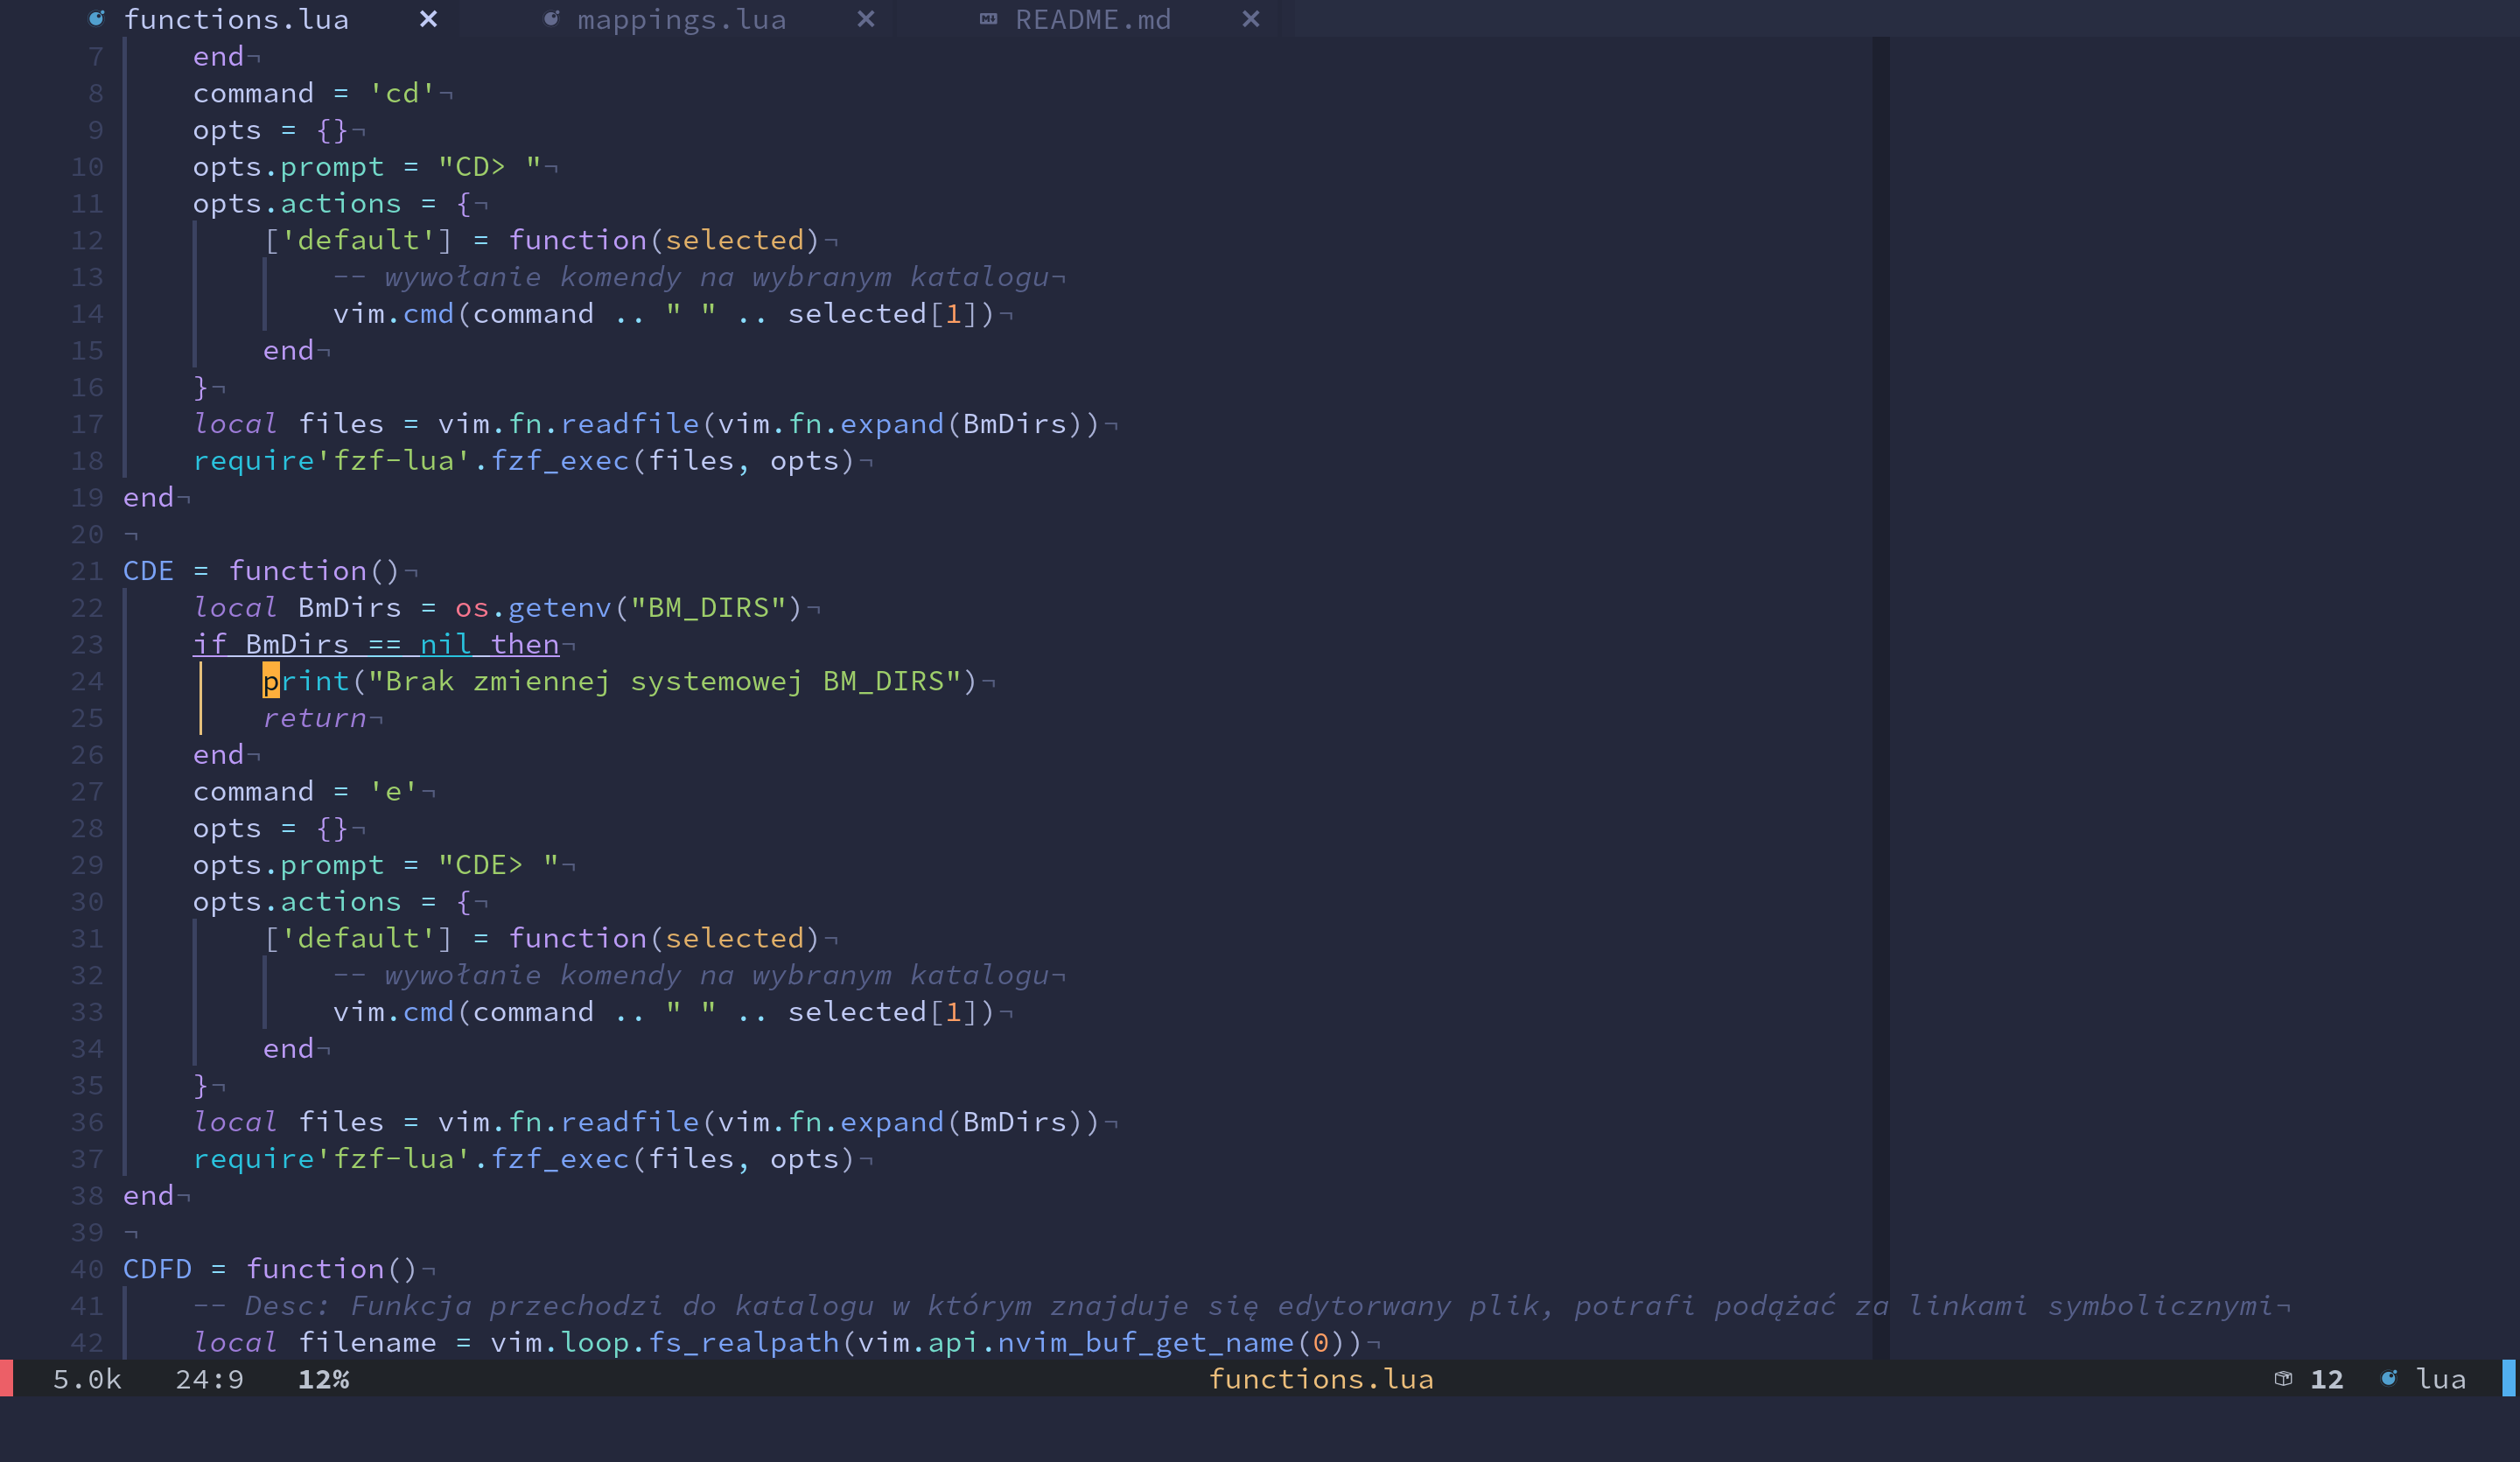 functions.lua ✕ mappings.lua ✕ README.md ✕
7 end¬
8 command = 'cd'¬
9 opts = {}¬
10 opts.prompt = "CD> "¬
11 opts.actions = {¬
12 ['default'] = function(selected)¬
13 -- wywołanie komendy na wybranym katalogu¬
14 vim.cmd(command .. " " .. selected[1])¬
15 end¬
16 }¬
17 local files = vim.fn.readfile(vim.fn.expand(BmDirs))¬
18 require'fzf-lua'.fzf_exec(files, opts)¬
19 end¬
20 ¬
21 CDE = function()¬
22 local BmDirs = os.getenv("BM_DIRS")¬
23 if BmDirs == nil then¬
24 print("Brak zmiennej systemowej BM_DIRS")¬
25 return¬
26 end¬
27 command = 'e'¬
28 opts = {}¬
29 opts.prompt = "CDE> "¬
30 opts.actions = {¬
31 ['default'] = function(selected)¬
32 -- wywołanie komendy na wybranym katalogu¬
33 vim.cmd(command .. " " .. selected[1])¬
34 end¬
35 }¬
36 local files = vim.fn.readfile(vim.fn.expand(BmDirs))¬
37 require'fzf-lua'.fzf_exec(files, opts)¬
38 end¬
39 ¬
40 CDFD = function()¬
41 -- Desc: Funkcja przechodzi do katalogu w którym znajduje się edytorwany plik, potrafi podążać za linkami symbolicznymi¬
42 local filename = vim.loop.fs_realpath(vim.api.nvim_buf_get_name(0))¬
5.0k 24:9 12% functions.lua 12 lua